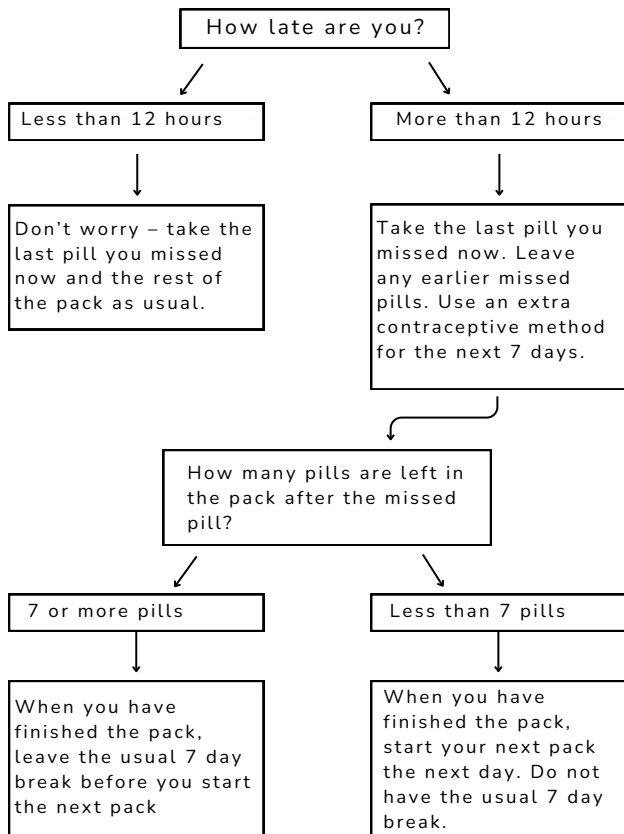 How late are you?
Less than 12 hours
More than 12 hours
Don't worry – take the
last pill you missed
now and the rest of
the pack as usual.
Take the last pill you
missed now. Leave
any earlier missed
pills. Use an extra
contraceptive method
for the next 7 days.
How many pills are left in
the pack after the missed
pill?
7 or more pills
Less than 7 pills
When you have
finished the pack,
leave the usual 7 day
break before you start
the next pack
When you have
finished the pack,
start your next pack
the next day. Do not
have the usual 7 day
break.